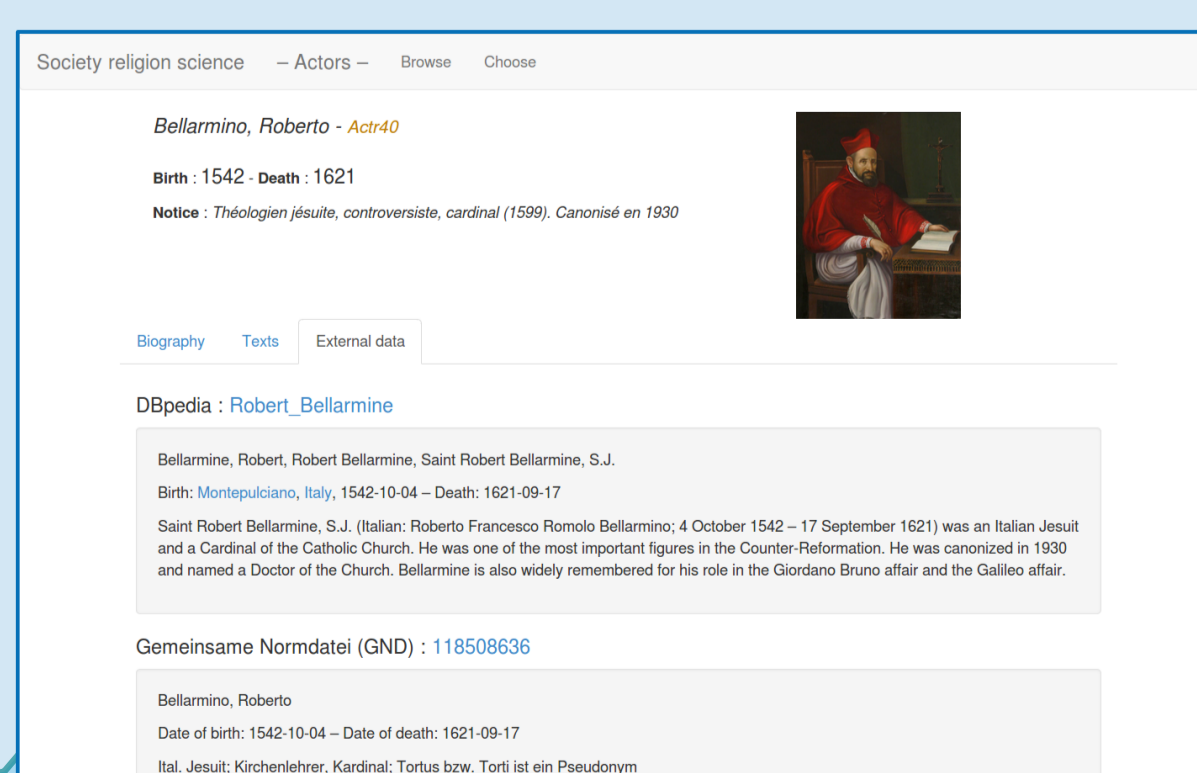 Society religion science – Actors – Browse Choose
Bellarmino, Roberto - Actr40
Birth : 1542 - Death : 1621
Notice : Théologien jésuite, controversiste, cardinal (1599). Canonisé en 1930
Biography Texts External data
DBpedia : Robert_Bellarmine
Bellarmine, Robert, Robert Bellarmine, Saint Robert Bellarmine, S.J.
Birth: Montepulciano, Italy, 1542-10-04 – Death: 1621-09-17
Saint Robert Bellarmine, S.J. (Italian: Roberto Francesco Romolo Bellarmino; 4 October 1542 – 17 September 1621) was an Italian Jesuit
and a Cardinal of the Catholic Church. He was one of the most important figures in the Counter-Reformation. He was canonized in 1930
and named a Doctor of the Church. Bellarmine is also widely remembered for his role in the Giordano Bruno affair and the Galileo affair.
Gemeinsame Normdatei (GND) : 118508636
Bellarmino, Roberto
Date of birth: 1542-10-04 – Date of death: 1621-09-17
Ital. Jesuit; Kirchenlehrer, Kardinal; Tortus bzw. Torti ist ein Pseudonym